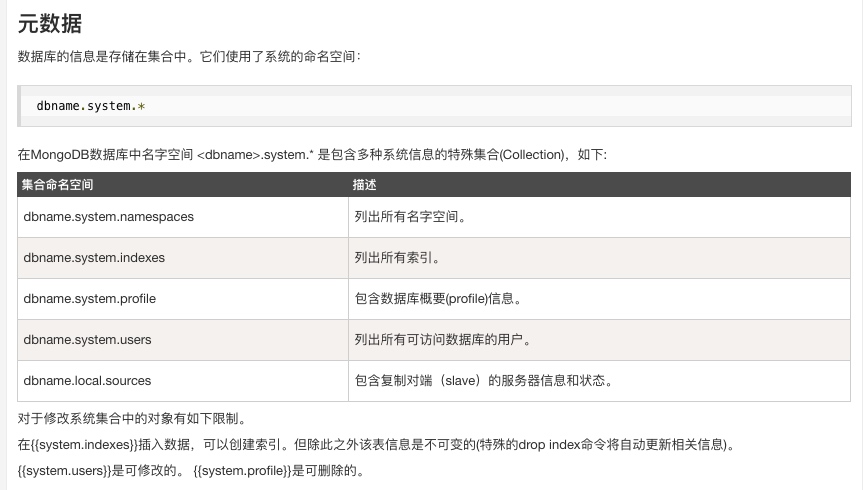 元数据
数据库的信息是存储在集合中。它们使用了系统的命名空间：
dbname.system.*
在MongoDB数据库中名字空间 <dbname>.system.* 是包含多种系统信息的特殊集合(Collection)，如下:
集合命名空间 描述
dbname.system.namespaces 列出所有名字空间。
dbname.system.indexes 列出所有索引。
dbname.system.profile 包含数据库概要(profile)信息。
dbname.system.users 列出所有可访问数据库的用户。
dbname.local.sources 包含复制对端（slave）的服务器信息和状态。
对于修改系统集合中的对象有如下限制。
在{{system.indexes}}插入数据，可以创建索引。但除此之外该表信息是不可变的(特殊的drop index命令将自动更新相关信息)。
{{system.users}}是可修改的。 {{system.profile}}是可删除的。